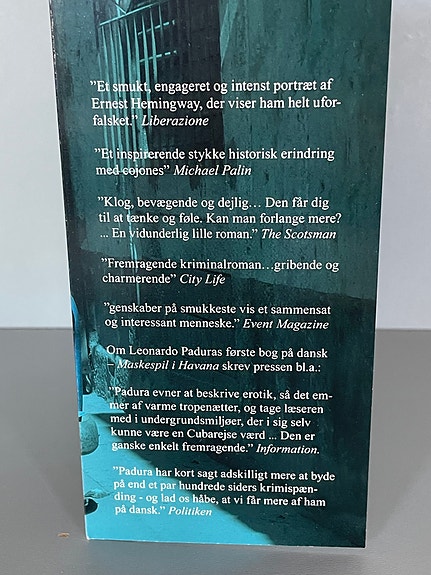 ”Et smukt, engageret og intenst portræt af
Ernest Hemingway, der viser ham helt ufor-
falsket.” Liberazione
”Et inspirerende stykke historisk erindring
med cojones” Michael Palin
”Klog, bevægende og dejlig… Den får dig
til at tænke og føle. Kan man forlange mere?
... En vidunderlig lille roman.” The Scotsman
”Fremragende kriminalroman…gribende og
charmerende” City Life
”genskaber på smukkeste vis et sammensat
og interessant menneske.” Event Magazine
Om Leonardo Paduras første bog på dansk
– Maskespil i Havana skrev pressen bl.a.:
”Padura evner at beskrive erotik, så det em-
mer af varme tropenætter, og tage læseren
med i undergrundsmiljøer, der i sig selv
kunne være en Cubarejse værd ... Den er
ganske enkelt fremragende.” Information.
”Padura har kort sagt adskilligt mere at byde
på end et par hundrede siders krimispæn-
ding - og lad os håbe, at vi får mere af ham
på dansk.” Politiken